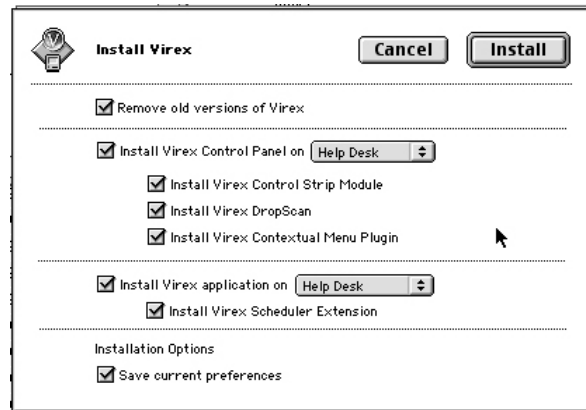 Install Virex
Cancel
Install
Remove old versions of Virex
Install Virex Control Panel on Help Desk
Install Virex Control Strip Module
Install Virex DropScan
Install Virex Contextual Menu Plugin
Install Virex application on Help Desk
Install Virex Scheduler Extension
Installation Options
Save current preferences